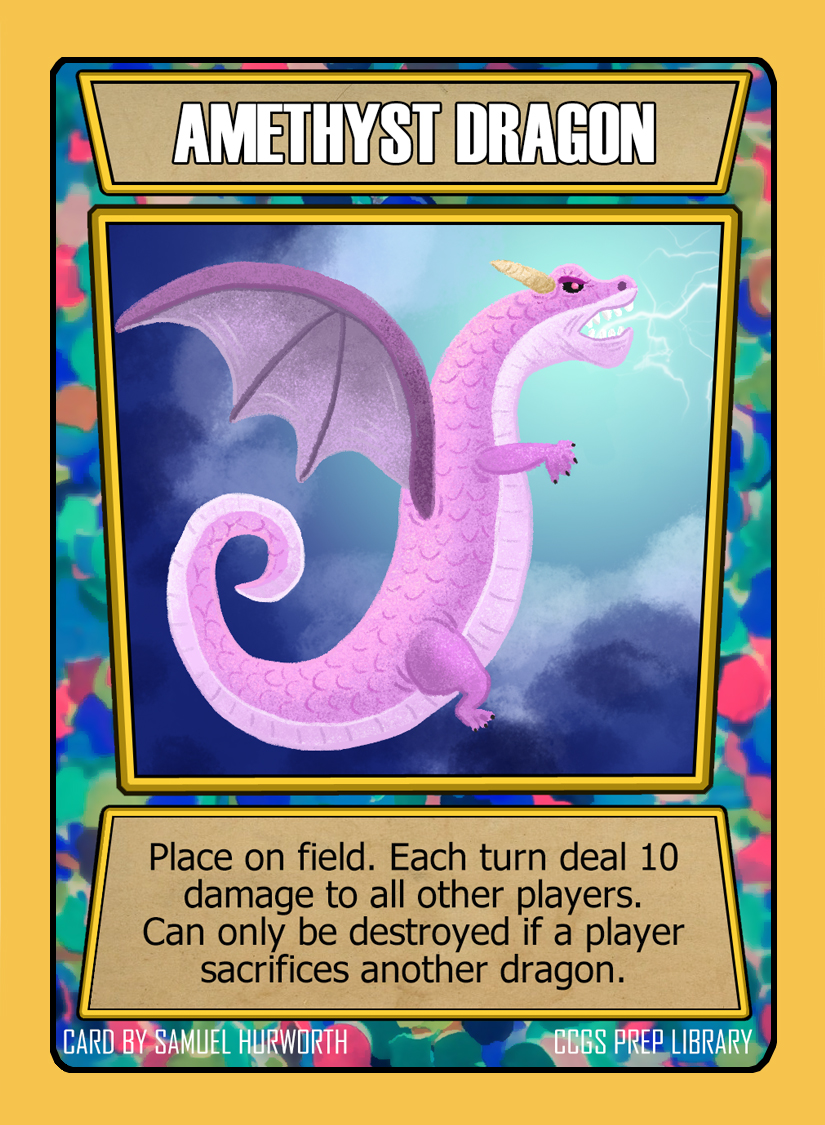 AMETHYST DRAGON
Place on field. Each turn deal 10
damage to all other players.
Can only be destroyed if a player
sacrifices another dragon.
CARD BY SAMUEL HURWORTH
CCGS PREP LIBRARY